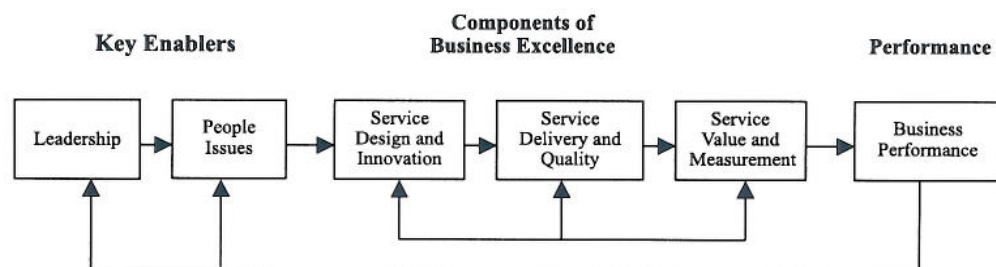 Key Enablers
Components of
Business Excellence
Performance
Leadership
People
Issues
Service
Design and
Innovation
Service
Delivery and
Quality
Service
Value and
Measurement
Business
Performance